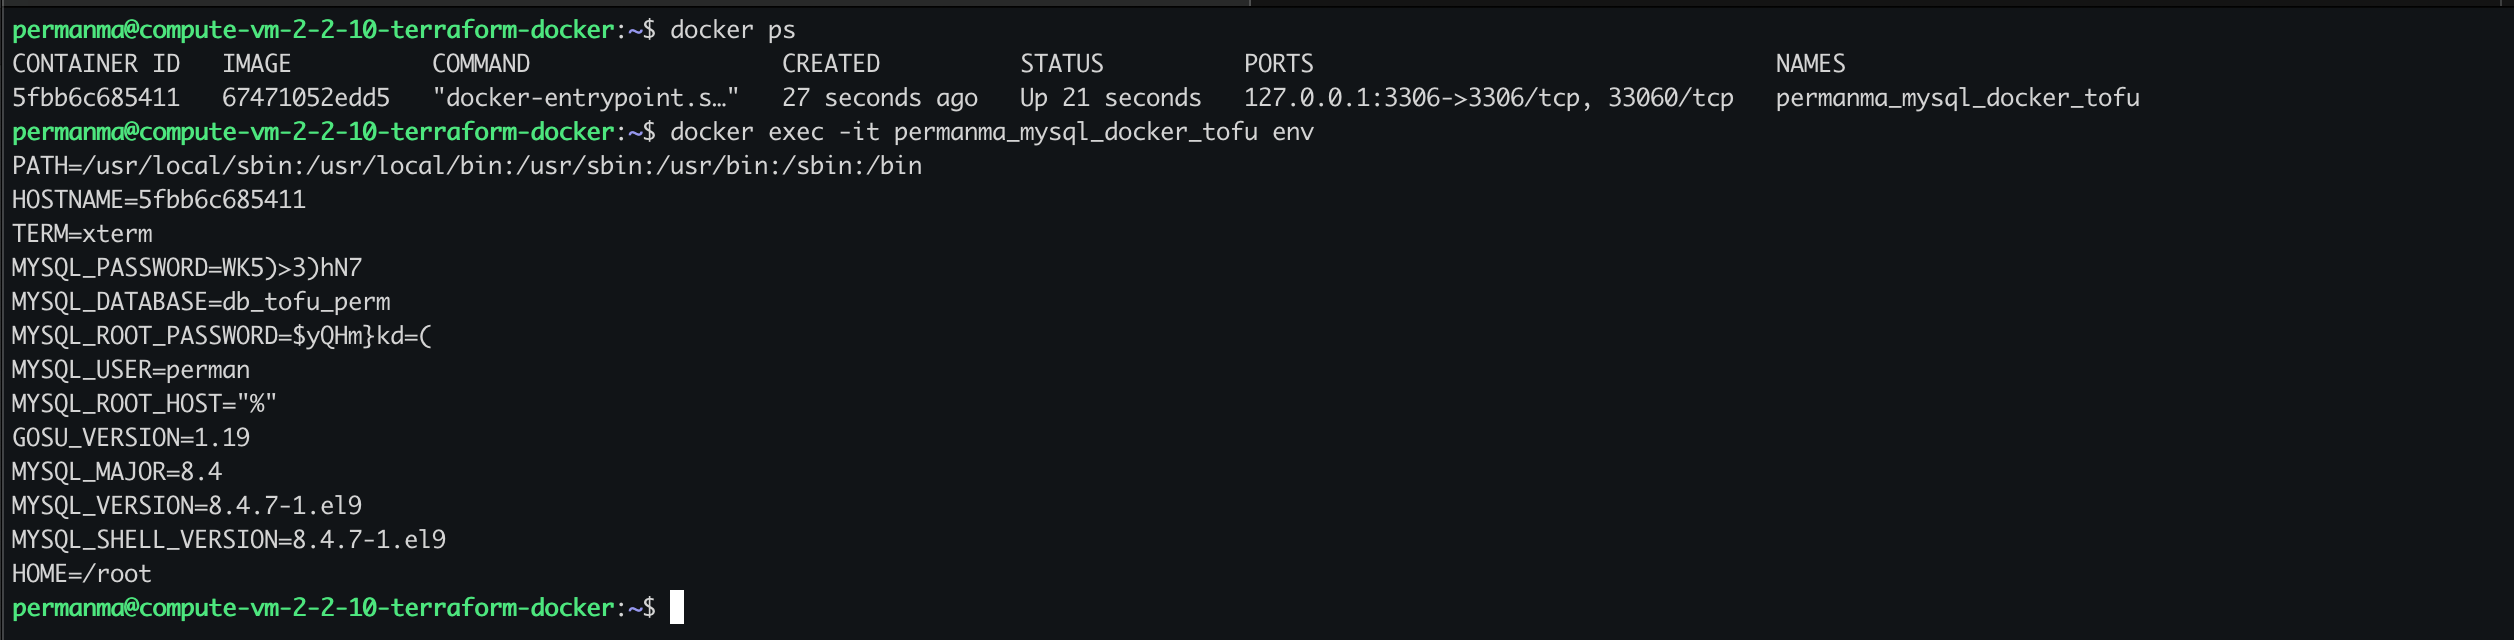 permanma@compute-vm-2-2-10-terraform-docker:~$ docker ps
CONTAINER ID   IMAGE          COMMAND                  CREATED          STATUS          PORTS                                 NAMES
5fbb6c685411   67471052edd5   "docker-entrypoint.s…"   27 seconds ago   Up 21 seconds   127.0.0.1:3306->3306/tcp, 33060/tcp   permanma_mysql_docker_tofu
permanma@compute-vm-2-2-10-terraform-docker:~$ docker exec -it permanma_mysql_docker_tofu env
PATH=/usr/local/sbin:/usr/local/bin:/usr/sbin:/usr/bin:/sbin:/bin
HOSTNAME=5fbb6c685411
TERM=xterm
MYSQL_PASSWORD=WK5)>3)hN7
MYSQL_DATABASE=db_tofu_perm
MYSQL_ROOT_PASSWORD=$yQHm}kd=(
MYSQL_USER=perman
MYSQL_ROOT_HOST="%"
GOSU_VERSION=1.19
MYSQL_MAJOR=8.4
MYSQL_VERSION=8.4.7-1.el9
MYSQL_SHELL_VERSION=8.4.7-1.el9
HOME=/root
permanma@compute-vm-2-2-10-terraform-docker:~$